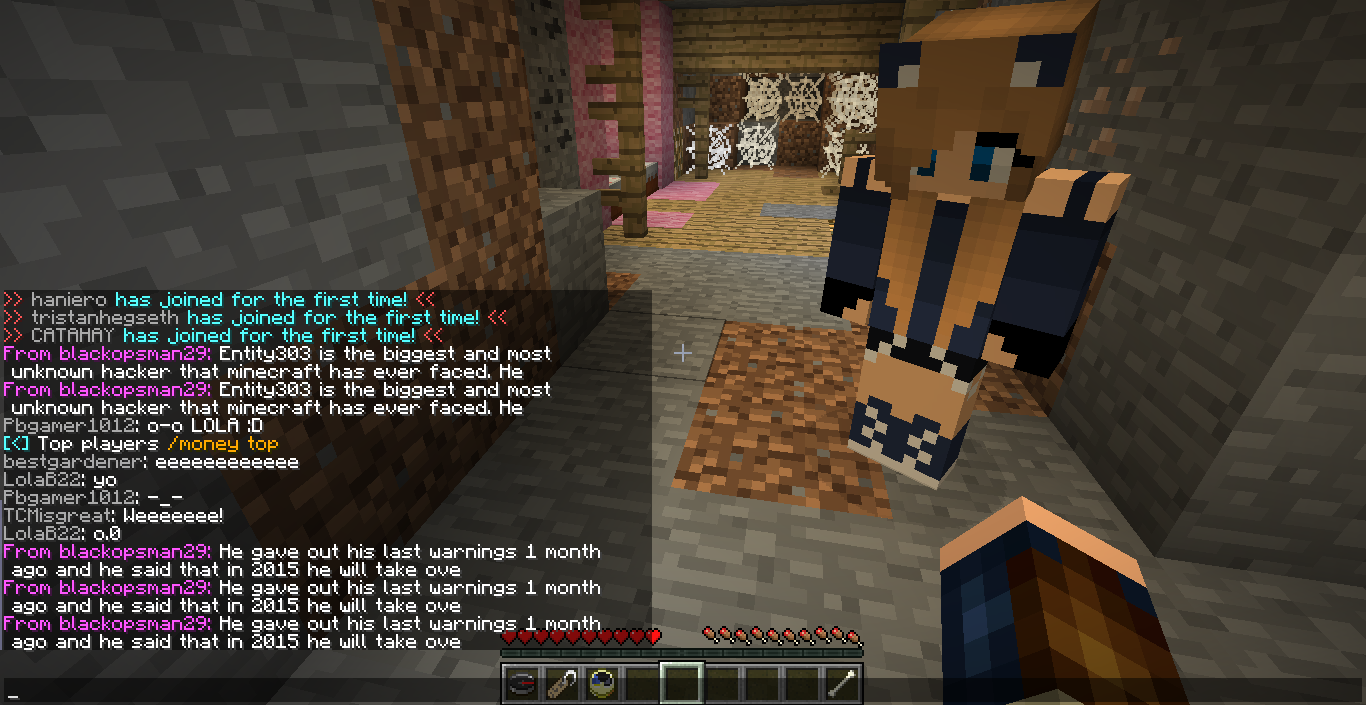 >> haniero has joined for the first time! <<
>> tristanhegseth has joined for the first time! <<
>> CATAHAY has joined for the first time! <<
From blackopsman29: Entity303 is the biggest and most
unknown hacker that minecraft has ever faced. He
From blackopsman29: Entity303 is the biggest and most
unknown hacker that minecraft has ever faced. He
Pbgamer1012: o-o LOLA :D
[<] Top players /money top
bestgardener: eeeeeeeeeeee
LolaB22: yo
Pbgamer1012: -_-
TCMisgreat: Weeeeeee!
LolaB22: o.0
From blackopsman29: He gave out his last warnings 1 month
ago and he said that in 2015 he will take ove
From blackopsman29: He gave out his last warnings 1 month
ago and he said that in 2015 he will take ove
From blackopsman29: He gave out his last warnings 1 month
ago and he said that in 2015 he will take ove
_